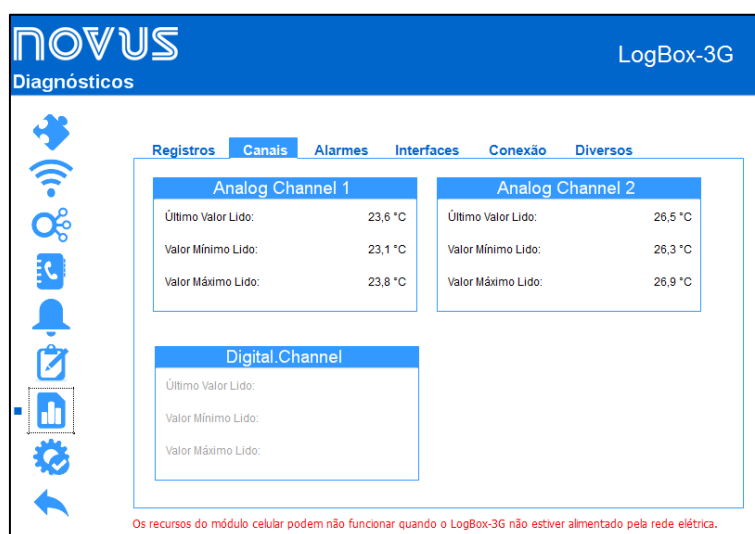 NOVUS
LogBox-3G
Diagnósticos
Registros Canais Alarmes Interfaces Conexão Diversos
Analog Channel 1
Último Valor Lido: 23,6 °C
Valor Mínimo Lido: 23,1 °C
Valor Máximo Lido: 23,8 °C
Analog Channel 2
Último Valor Lido: 26,5 °C
Valor Mínimo Lido: 26,3 °C
Valor Máximo Lido: 26,9 °C
Digital.Channel
Último Valor Lido:
Valor Mínimo Lido:
Valor Máximo Lido:
Os recursos do módulo celular podem não funcionar quando o LogBox-3G não estiver alimentado pela rede elétrica.